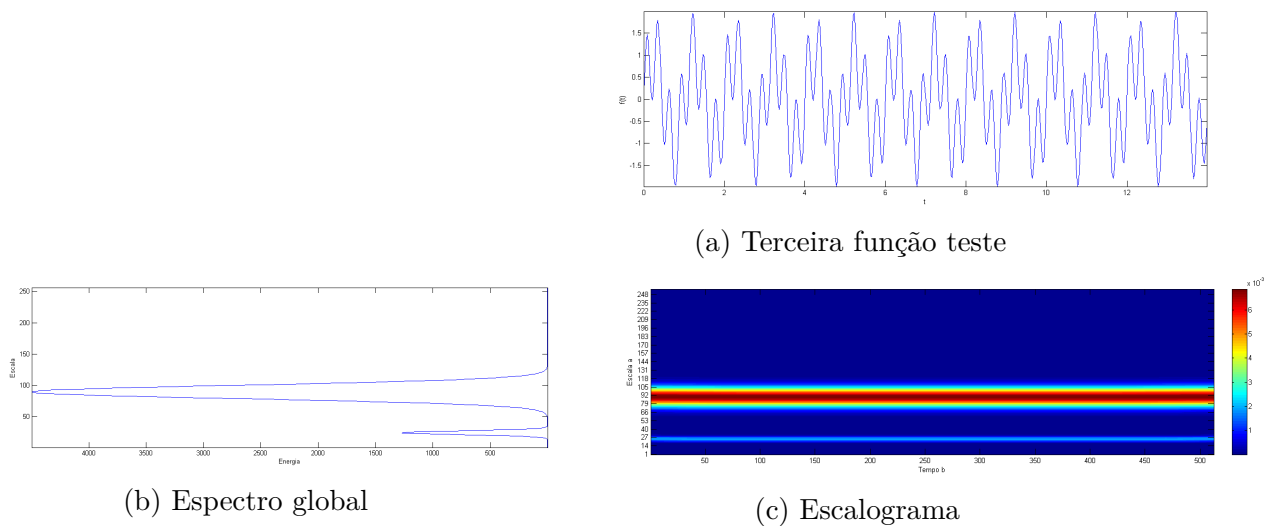 1.5
1
0.5
0
-0.5
-1
-1.5
f(t)
0 2 4 6 8 10 12
t
(a) Terceira função teste
250
200
150
100
50
Escala
4000 3500 3000 2500 2000 1500 1000 500
Energia
(b) Espectro global
248
235
222
209
196
183
170
157
144
131
118
105
92
79
66
53
40
27
14
1
Escala a
50 100 150 200 250 300 350 400 450 500
Tempo b
x 10⁻³
6
5
4
3
2
1
(c) Escalograma